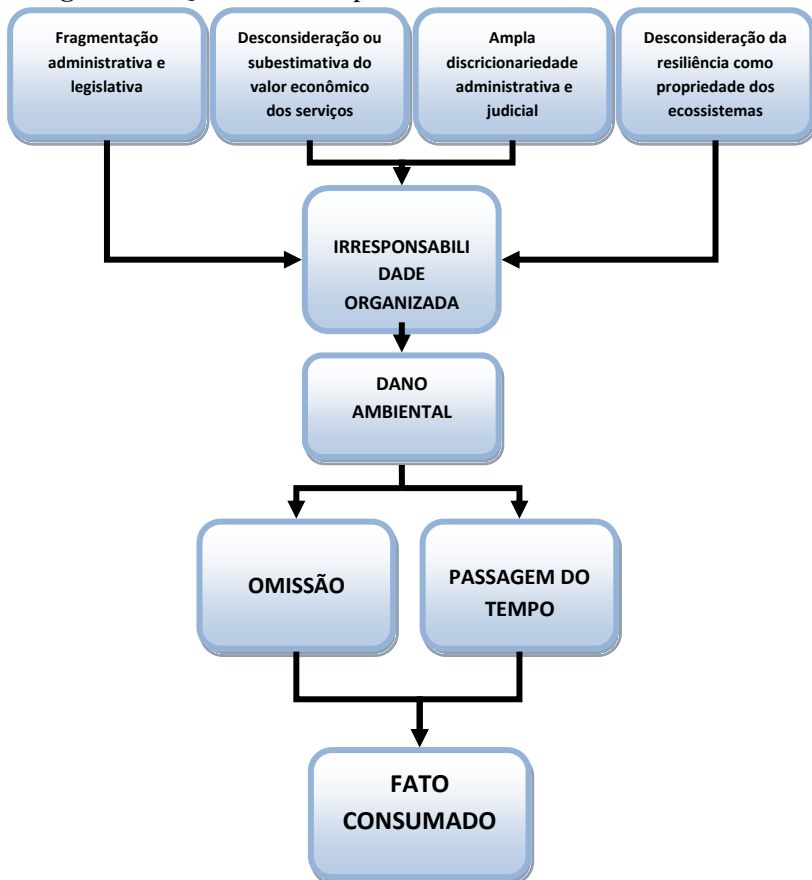 Fragmentação
administrativa e
legislativa
Desconsideração ou
subestimativa do
valor econômico
dos serviços
Ampla
discricionariedade
administrativa e
judicial
Desconsideração da
resiliência como
propriedade dos
ecossistemas
IRRESPONSABILI
DADE
ORGANIZADA
DANO
AMBIENTAL
OMISSÃO
PASSAGEM DO
TEMPO
FATO
CONSUMADO